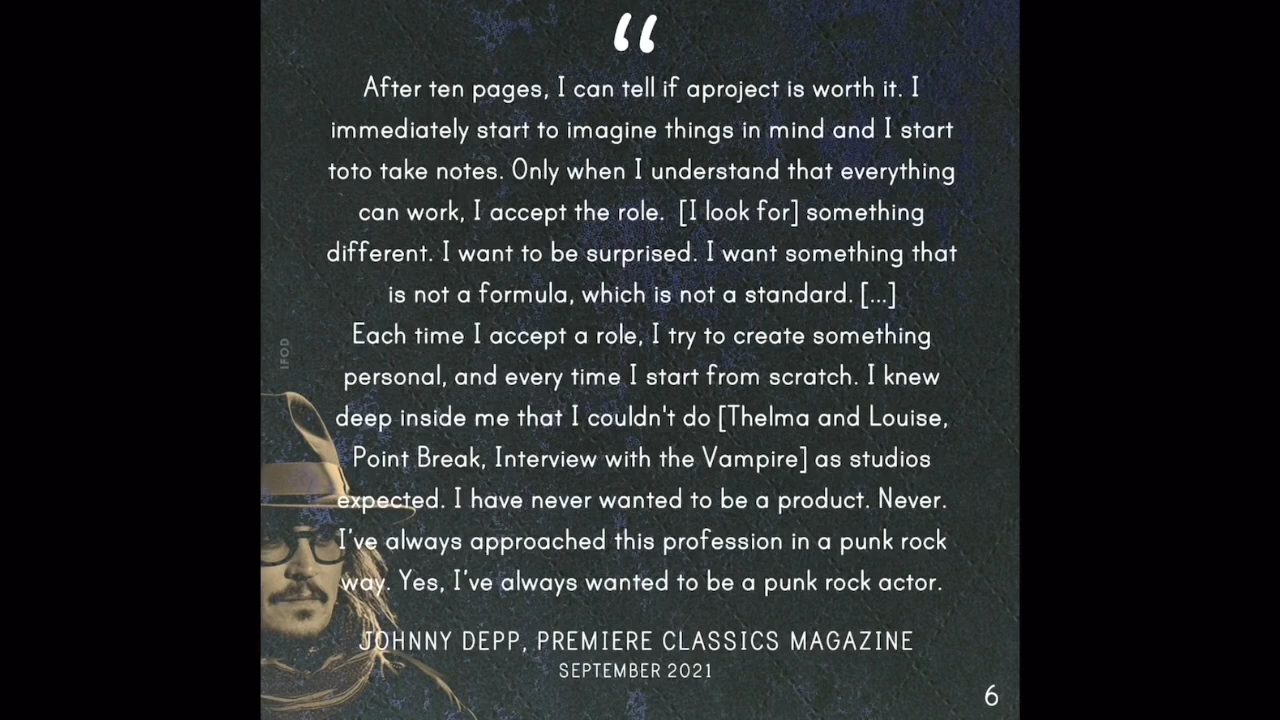 “
After ten pages, I can tell if aproject is worth it. I
immediately start to imagine things in mind and I start
toto take notes. Only when I understand that everything
can work, I accept the role.  [I look for] something
different. I want to be surprised. I want something that
is not a formula, which is not a standard. [...]
Each time I accept a role, I try to create something
personal, and every time I start from scratch. I knew
deep inside me that I couldn't do [Thelma and Louise,
Point Break, Interview with the Vampire] as studios
expected. I have never wanted to be a product. Never.
I’ve always approached this profession in a punk rock
way. Yes, I’ve always wanted to be a punk rock actor.
JOHNNY DEPP, PREMIERE CLASSICS MAGAZINE
SEPTEMBER 2021
6
IFOD